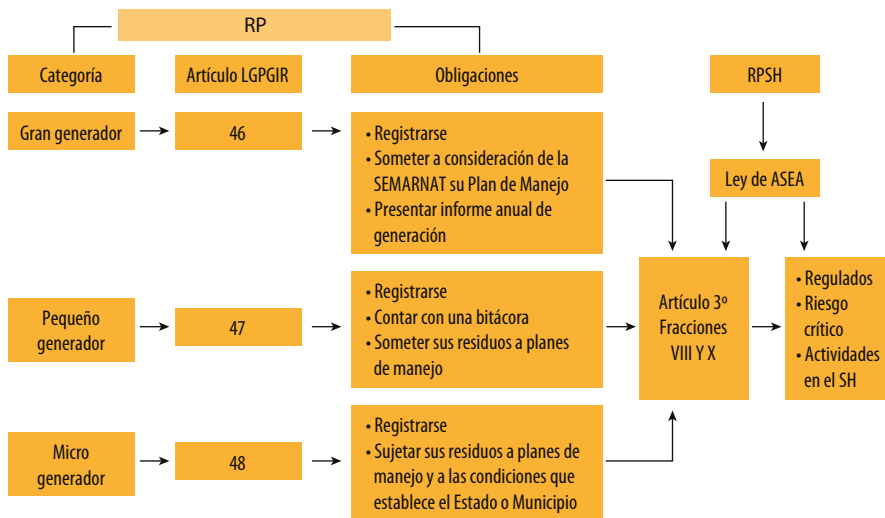 RP
Categoría
Artículo LGPGIR
Obligaciones
RPSH
Gran generador
46
• Registrarse
• Someter a consideración de la
SEMARNAT su Plan de Manejo
• Presentar informe anual de
generación
Ley de ASEA
Pequeño
generador
47
• Registrarse
• Contar con una bitácora
• Someter sus residuos a planes
de manejo
Artículo 3º
Fracciones
VIII Y X
• Regulados
• Riesgo
crítico
• Actividades
en el SH
Micro
generador
48
• Registrarse
• Sujetar sus residuos a planes de
manejo y a las condiciones que
establece el Estado o Municipio